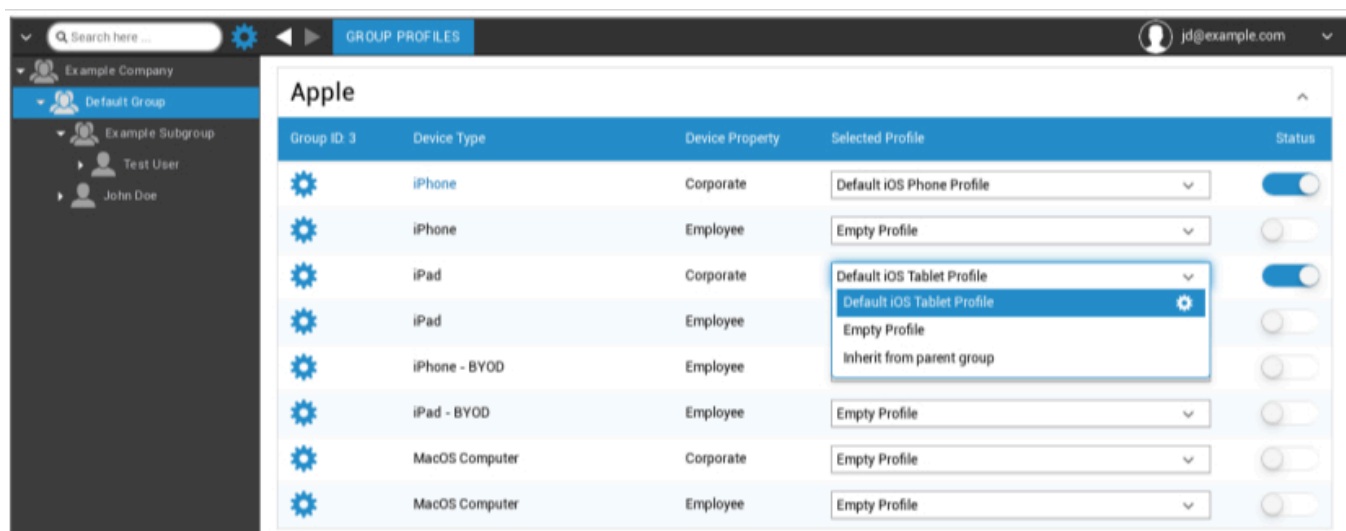 Search here ...
GROUP PROFILES
jd@example.com
Example Company
Default Group
Example Subgroup
Test User
John Doe
Apple
Group ID: 3 Device Type Device Property Selected Profile Status
iPhone Corporate Default iOS Phone Profile
iPhone Employee Empty Profile
iPad Corporate Default iOS Tablet Profile
Default iOS Tablet Profile
iPad Employee Empty Profile
Inherit from parent group
iPhone - BYOD Employee
iPad - BYOD Employee Empty Profile
MacOS Computer Corporate Empty Profile
MacOS Computer Employee Empty Profile